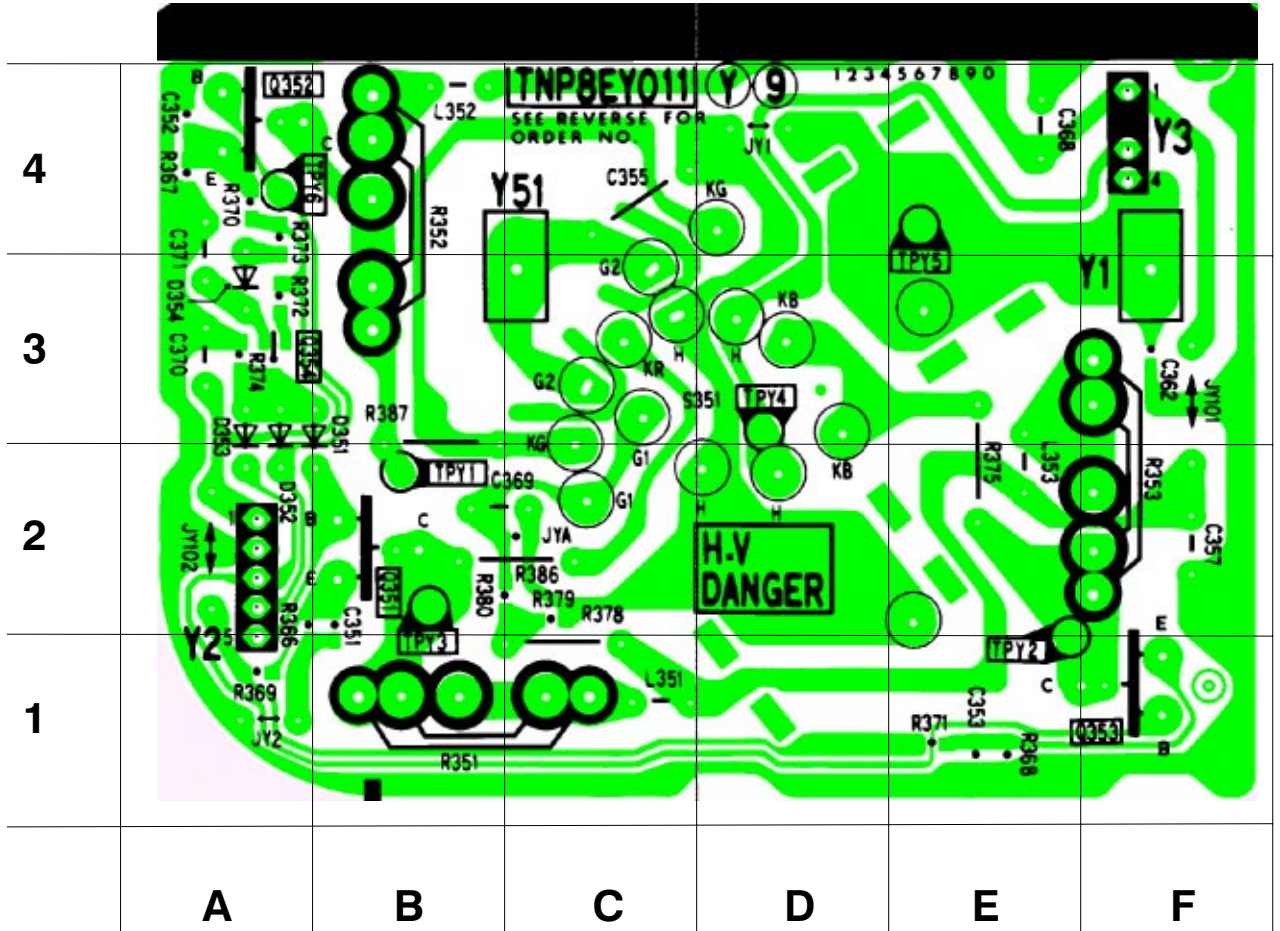 B
Q352
C352
R367
E
R370
TPY6
R373
C371
D354
R372
C370
R374
Q354
C
L352
R352
TNP8EY011
Y
9
1234567890
SEE REVERSE FOR
ORDER NO.
JY1
C368
1
Y3
4
Y51
C355
KG
G2
TPY5
Y1
KB
H
H
KR
G2
S351
TPY4
C362
JY101
R387
D353
D351
KG
G1
KB
R375
L353
R353
TPY1
C369
G1
H
H
D352
1
B
C
JY102
JYA
H.V
DANGER
C357
E
Q351
R380
R386
R379
R378
R366
C351
Y2
5
TPY3
TPY2
E
C
R369
JY2
L351
C353
R371
R368
Q353
B
R351
4
3
2
1
A
B
C
D
E
F